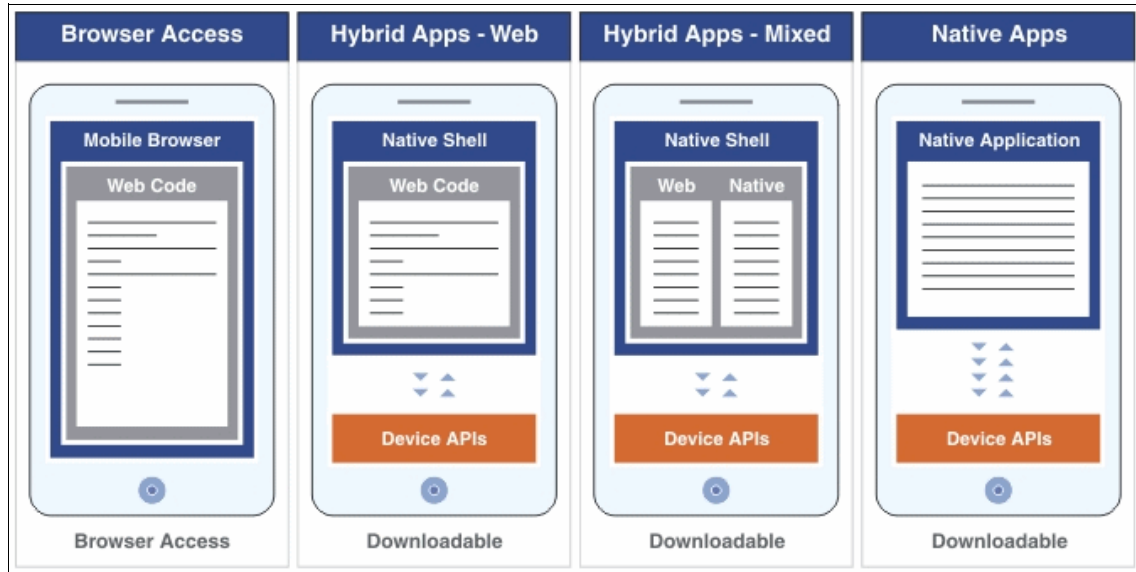 Browser Access
Mobile Browser
Web Code
Browser Access
Hybrid Apps - Web
Native Shell
Web Code
Device APIs
Downloadable
Hybrid Apps - Mixed
Native Shell
Web Native
Device APIs
Downloadable
Native Apps
Native Application
Device APIs
Downloadable